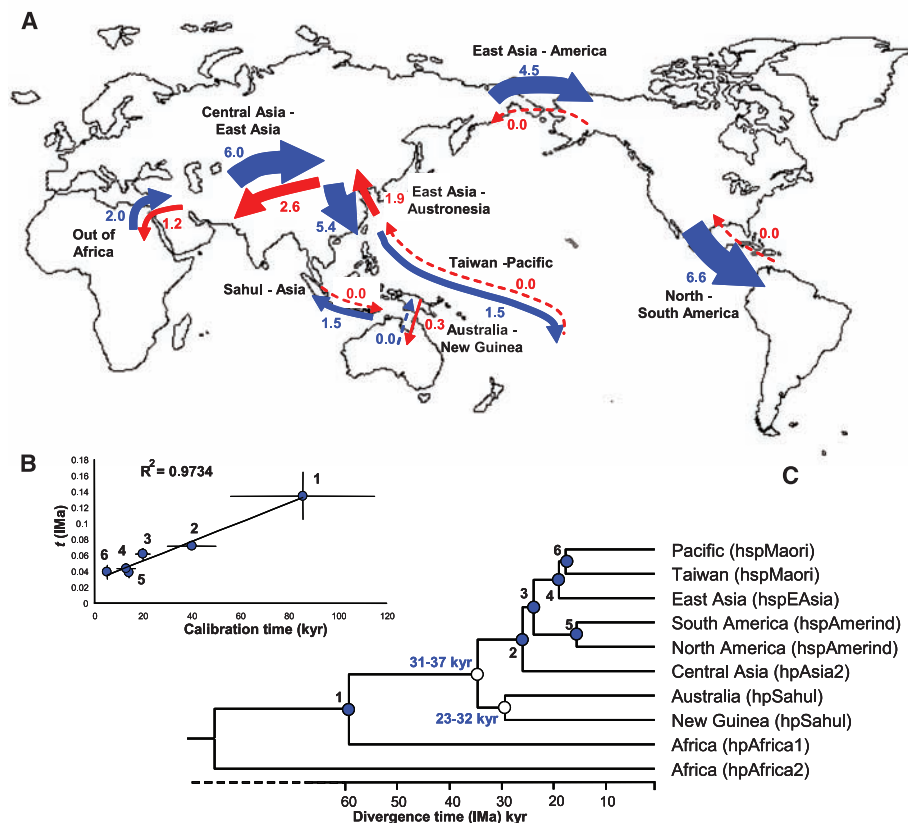 A
East Asia - America
4.5
0.0
Central Asia -
East Asia
6.0
2.6
2.0
1.2
Out of
Africa
5.4
1.9
East Asia -
Austronesia
Taiwan -Pacific
0.0
1.5
Sahul - Asia
0.0
1.5
0.0
0.3
Australia -
New Guinea
0.0
6.6
North -
South America
B
R2 = 0.9734
t (IMa)
0.18
0.16
0.14
0.12
0.1
0.08
0.06
0.04
0.02
0
0 20 40 60 80 100 120
Calibration time (kyr)
1
2
3
4
5
6
C
Pacific (hspMaori)
Taiwan (hspMaori)
East Asia (hspEAsia)
South America (hspAmerind)
North America (hspAmerind)
Central Asia (hpAsia2)
Australia (hpSahul)
New Guinea (hpSahul)
Africa (hpAfrica1)
Africa (hpAfrica2)
6
4
3
5
2
31-37 kyr
23-32 kyr
1
60 50 40 30 20 10
Divergence time (IMa) kyr